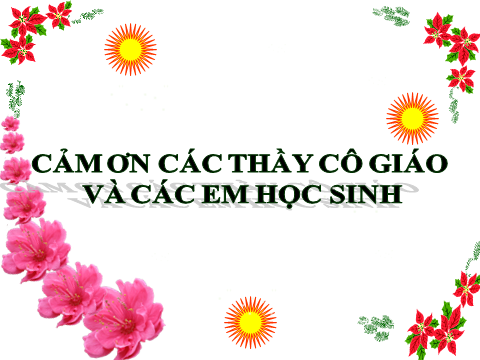 CẢM ƠN CÁC THẦY CÔ GIÁO
VÀ CÁC EM HỌC SINH